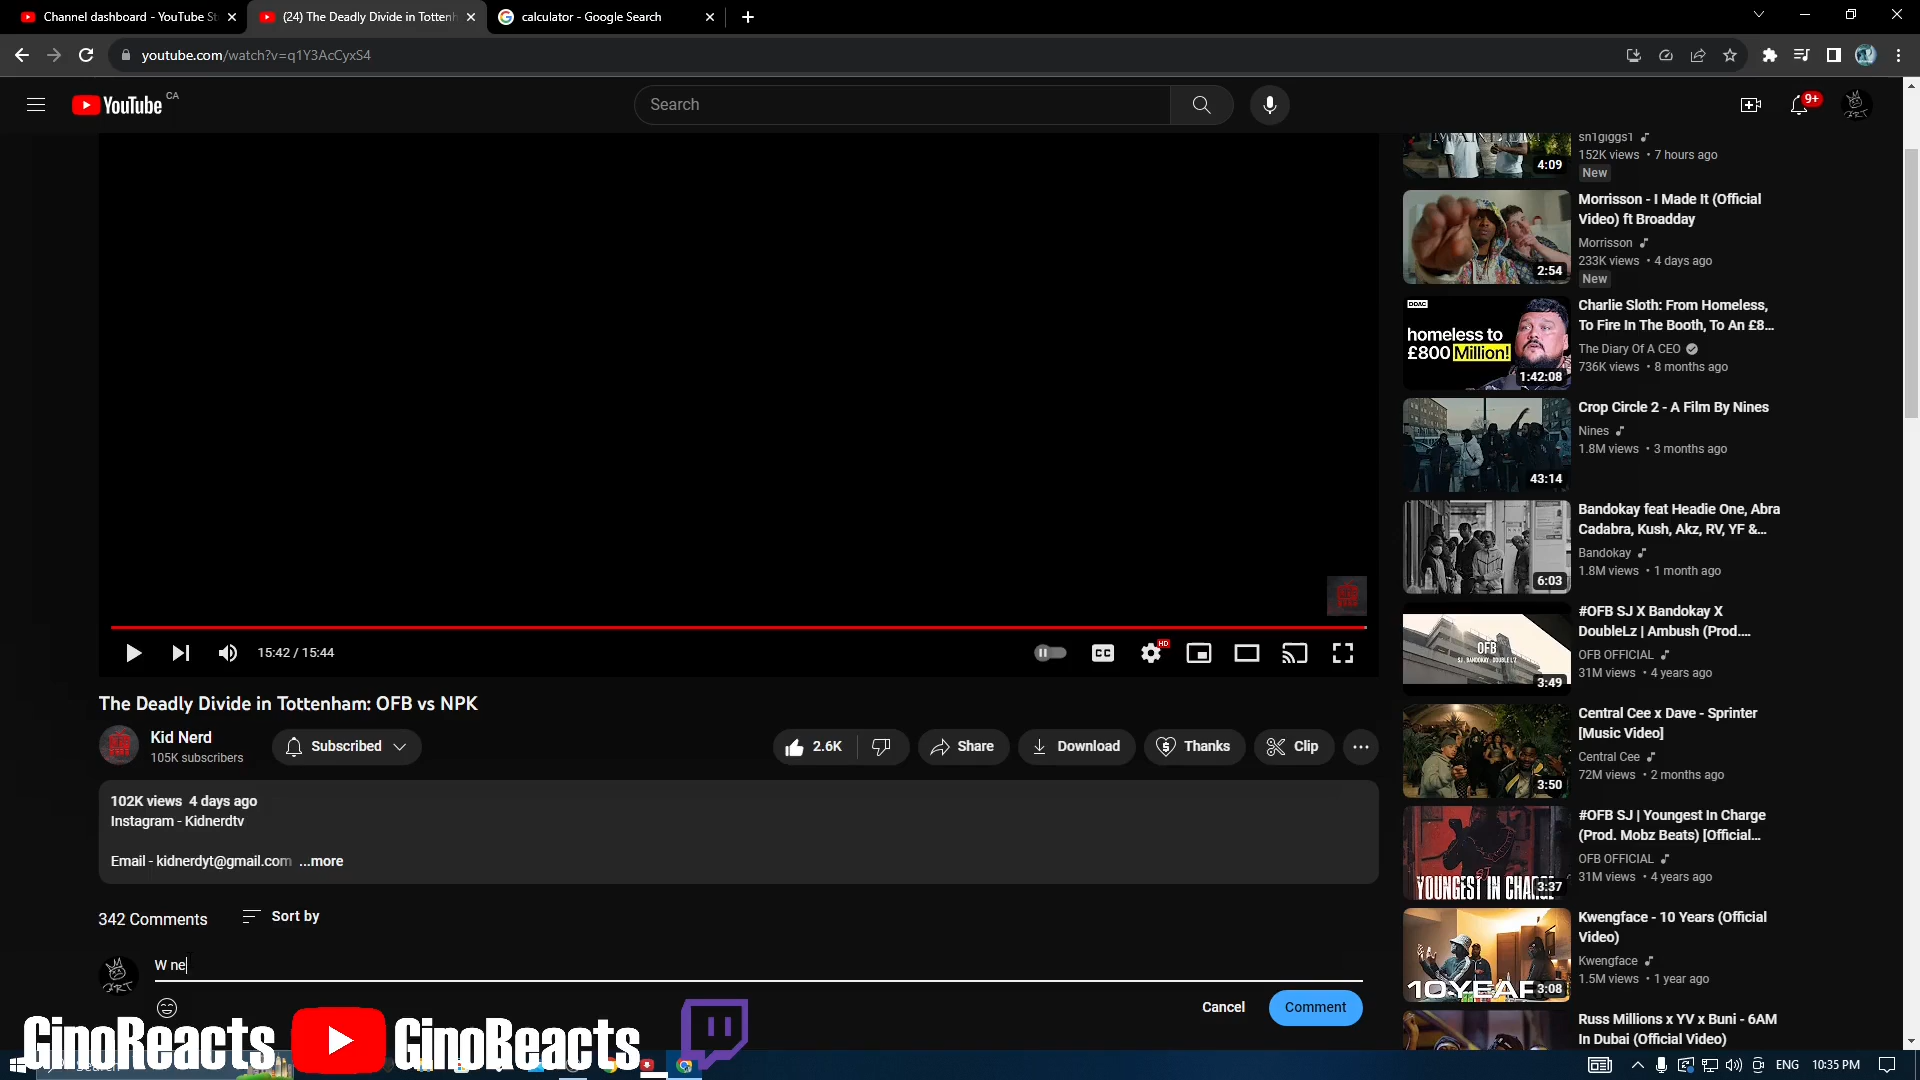 Channel dashboard - YouTube St
(24) The Deadly Divide in Tottenh
calculator - Google Search
youtube.com/watch?v=q1Y3AcCyxS4
YouTube CA
Search
9+
sn1giggs1
152K views • 7 hours ago
New
4:09
Morrisson - I Made It (Official
Video) ft Broadday
Morrisson
233K views • 4 days ago
New
2:54
Charlie Sloth: From Homeless,
To Fire In The Booth, To An £8...
The Diary Of A CEO
736K views • 8 months ago
homeless to
£800 Million!
1:42:08
Crop Circle 2 - A Film By Nines
Nines
1.8M views • 3 months ago
43:14
Bandokay feat Headie One, Abra
Cadabra, Kush, Akz, RV, YF &...
Bandokay
1.8M views • 1 month ago
6:03
#OFB SJ X Bandokay X
DoubleLz | Ambush (Prod....
OFB OFFICIAL
31M views • 4 years ago
OFB
SJ . BANDOKAY . DOUBLE LZ
3:49
Central Cee x Dave - Sprinter
[Music Video]
Central Cee
72M views • 2 months ago
3:50
#OFB SJ | Youngest In Charge
(Prod. Mobz Beats) [Official...
OFB OFFICIAL
31M views • 4 years ago
YOUNGEST IN CHARGE
3:37
Kwengface - 10 Years (Official
Video)
Kwengface
1.5M views • 1 year ago
10YEAR
3:08
Russ Millions x YV x Buni - 6AM
In Dubai (Official Video)
15:42 / 15:44
CC
HD
The Deadly Divide in Tottenham: OFB vs NPK
Kid Nerd
105K subscribers
Subscribed
2.6K
Share
Download
Thanks
Clip
102K views 4 days ago
Instagram - Kidnerdtv
Email - kidnerdyt@gmail.com ...more
342 Comments
Sort by
W ne
Cancel
Comment
GinoReacts
GinoReacts
ENG
10:35 PM